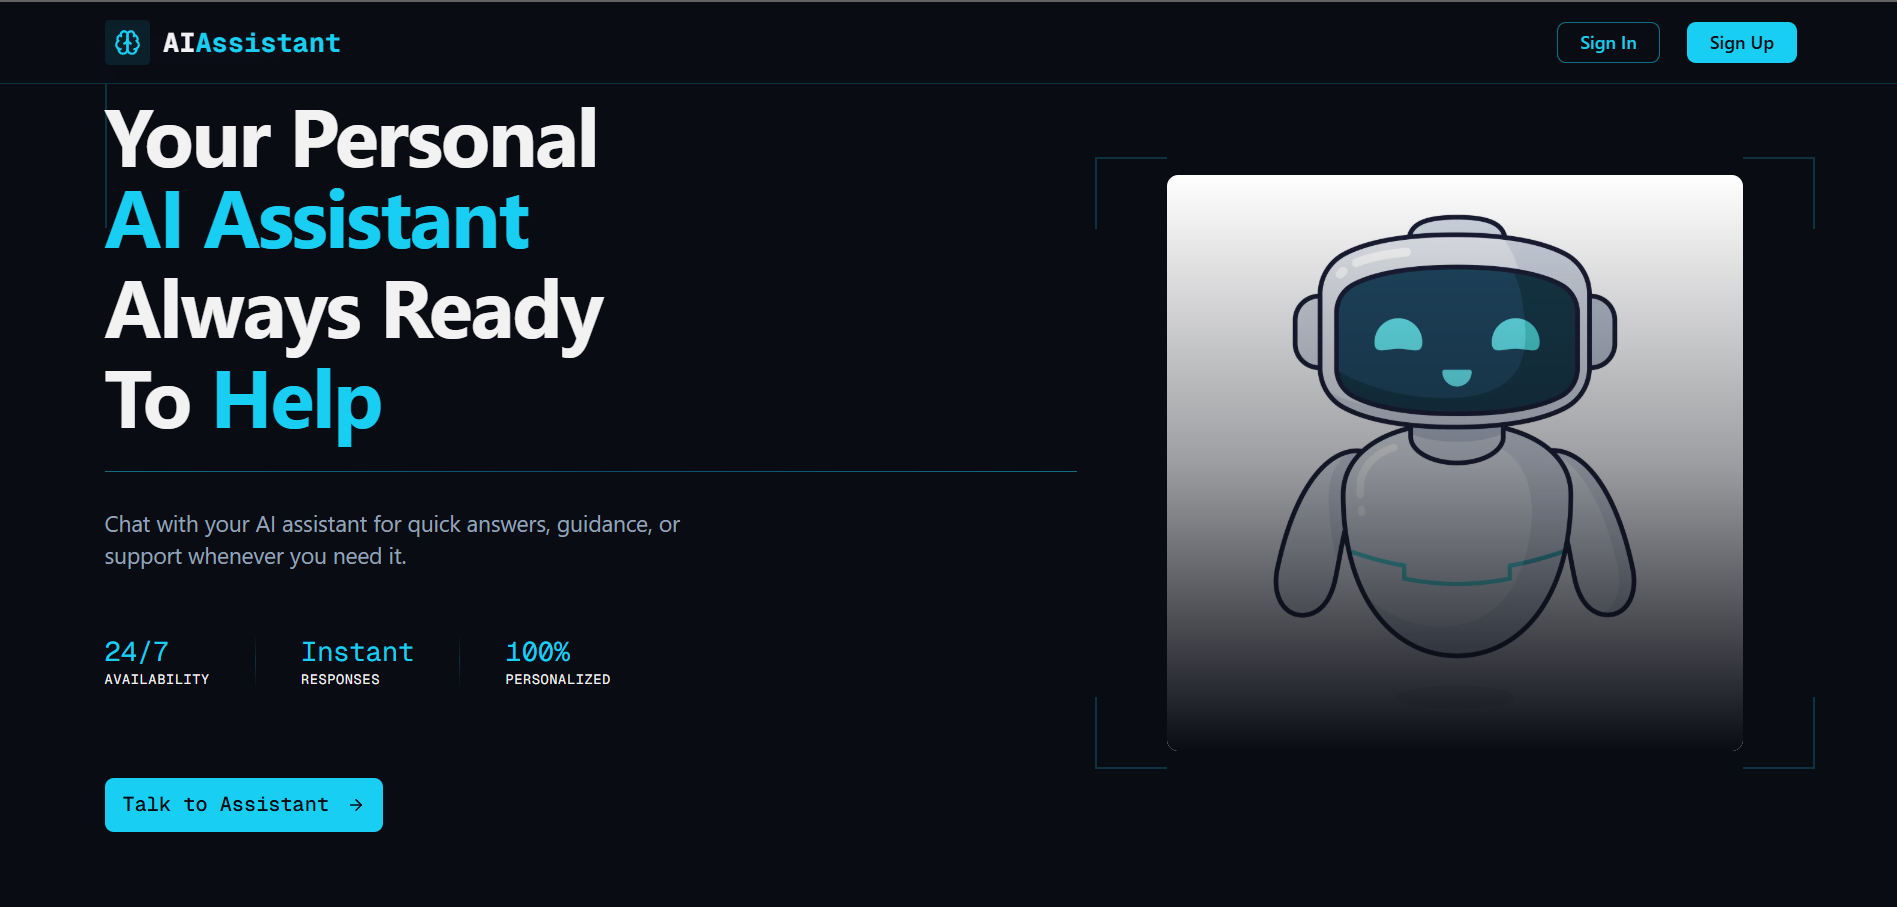 AIAssistant
Sign In
Sign Up
Your Personal
AI Assistant
Always Ready
To Help
Chat with your AI assistant for quick answers, guidance, or
support whenever you need it.
24/7
AVAILABILITY
Instant
RESPONSES
100%
PERSONALIZED
Talk to Assistant →